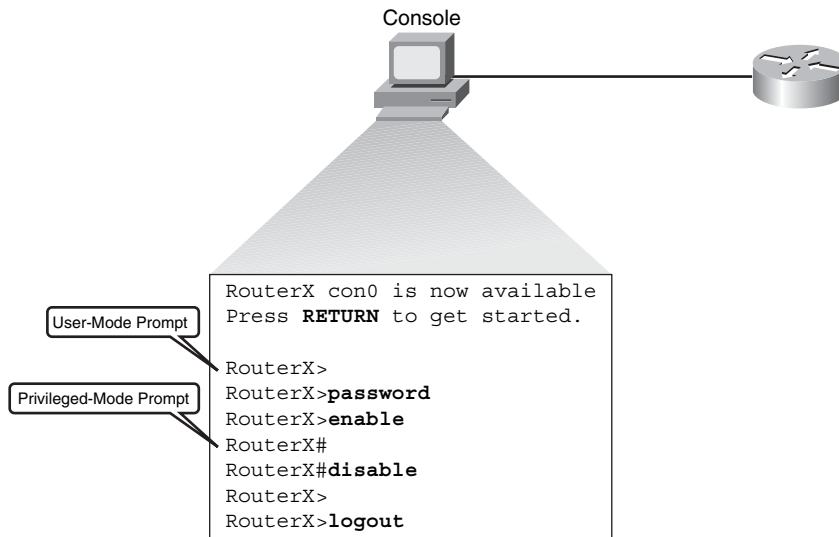 Console
RouterX con0 is now available
Press RETURN to get started.
User-Mode Prompt
RouterX>
Privileged-Mode Prompt
RouterX>password
RouterX>enable
RouterX#
RouterX#disable
RouterX>
RouterX>logout